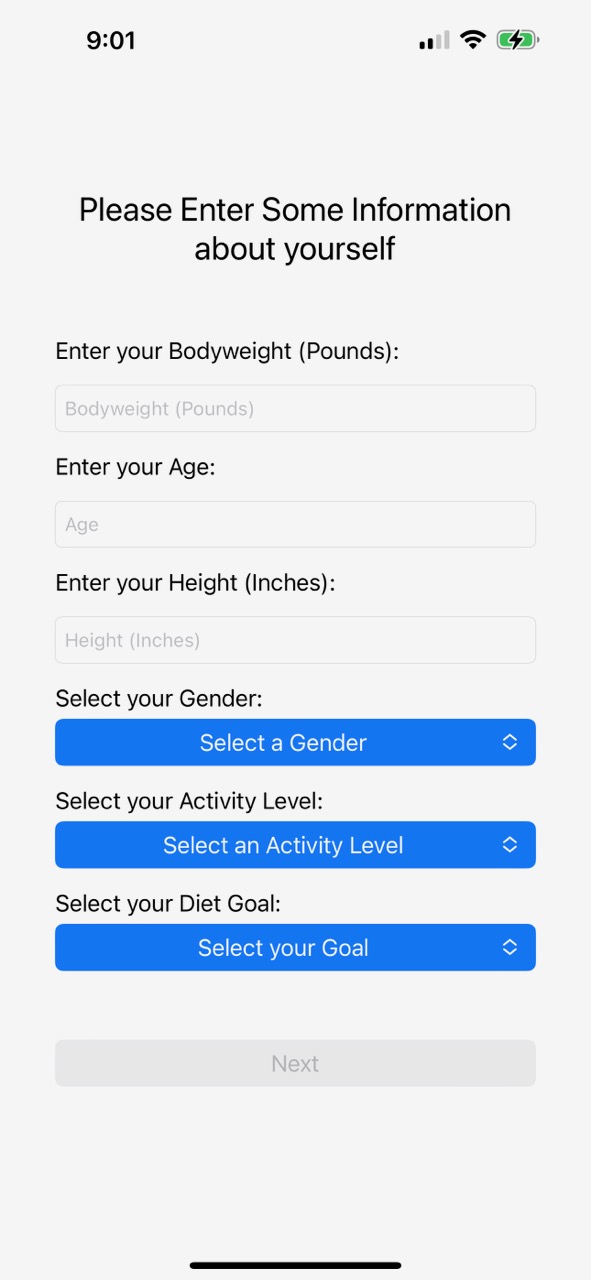 9:01
Please Enter Some Information
about yourself
Enter your Bodyweight (Pounds):
Bodyweight (Pounds)
Enter your Age:
Age
Enter your Height (Inches):
Height (Inches)
Select your Gender:
Select a Gender
Select your Activity Level:
Select an Activity Level
Select your Diet Goal:
Select your Goal
Next